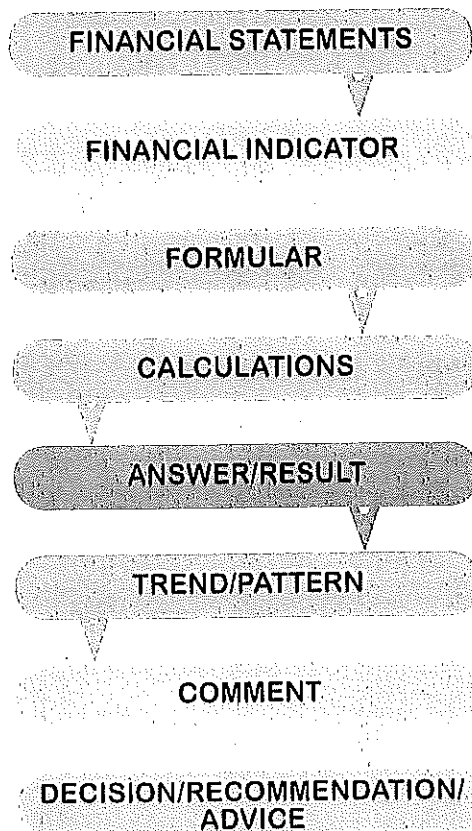 FINANCIAL STATEMENTS
FINANCIAL INDICATOR
FORMULAR
CALCULATIONS
ANSWER/RESULT
TREND/PATTERN
COMMENT
DECISION/RECOMMENDATION/
ADVICE